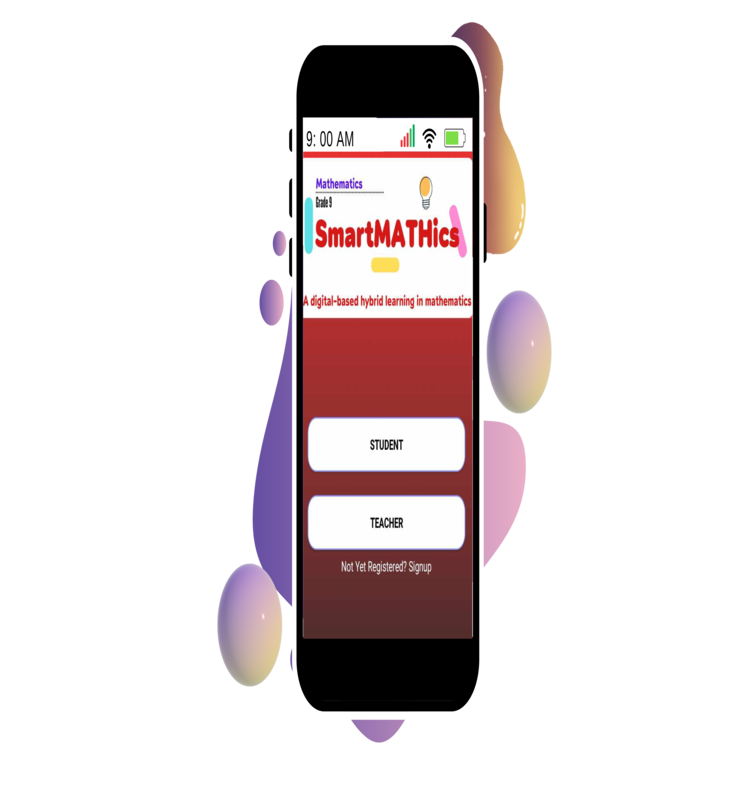 9: 00 AM
Mathematics
Grade 9
SmartMATHics
A digital-based hybrid learning in mathematics
STUDENT
TEACHER
Not Yet Registered? Signup